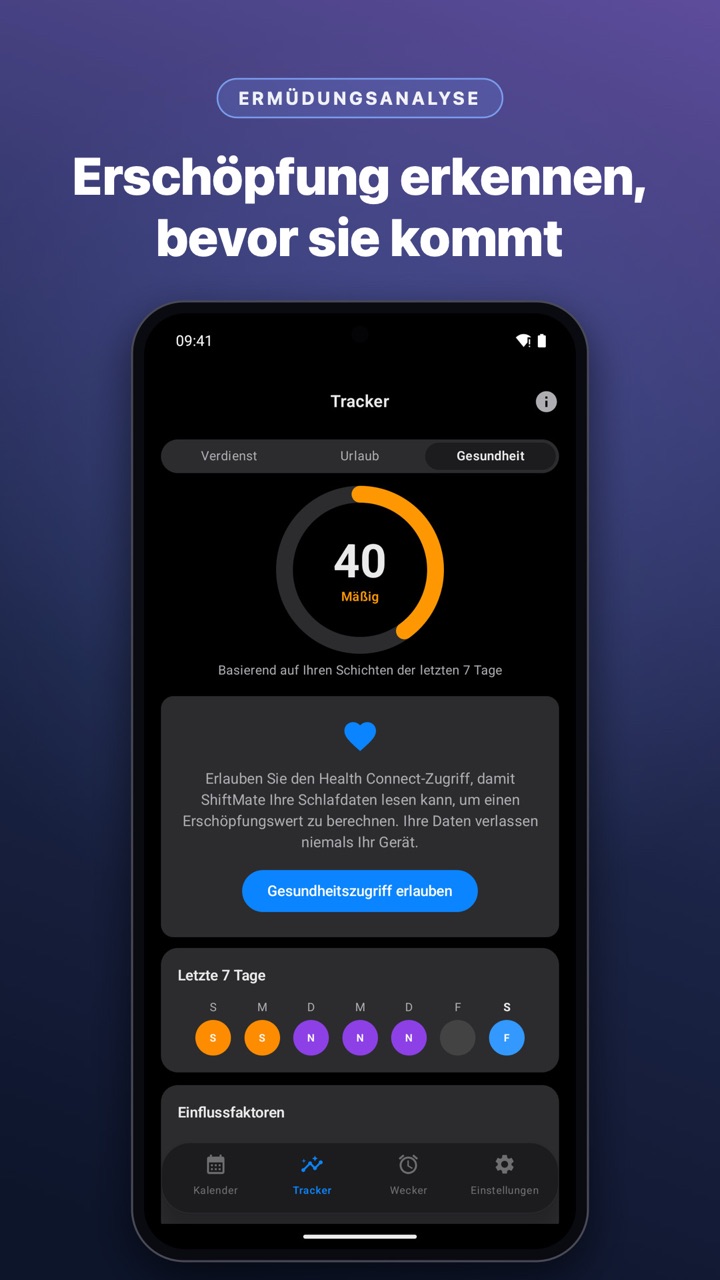 ERMÜDUNGSANALYSE
Erschöpfung erkennen,
bevor sie kommt
09:41
Tracker
Verdienst Urlaub Gesundheit
40
Mäßig
Basierend auf Ihren Schichten der letzten 7 Tage
Erlauben Sie den Health Connect-Zugriff, damit
ShiftMate Ihre Schlafdaten lesen kann, um einen
Erschöpfungswert zu berechnen. Ihre Daten verlassen
niemals Ihr Gerät.
Gesundheitszugriff erlauben
Letzte 7 Tage
S M D M D F S
S S N N N F
Einflussfaktoren
Kalender Tracker Wecker Einstellungen